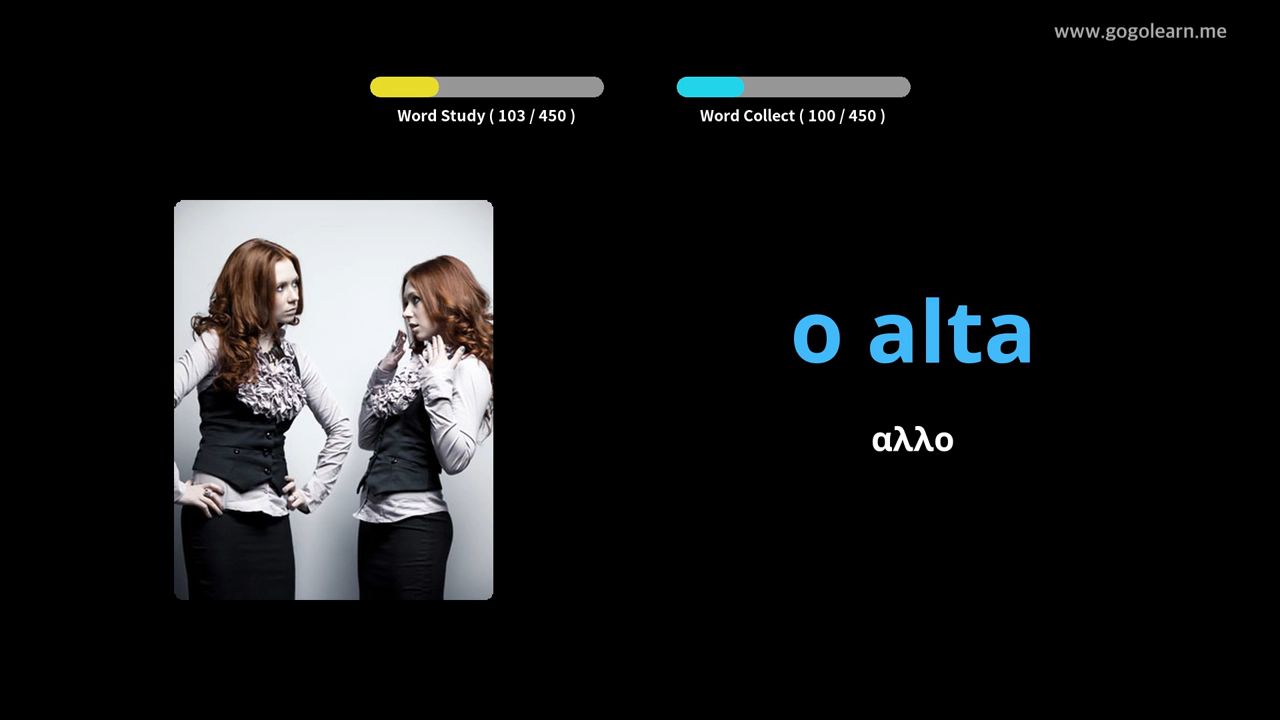 www.gogolearn.me
Word Study ( 103 / 450 )
Word Collect ( 100 / 450 )
o alta
αλλο